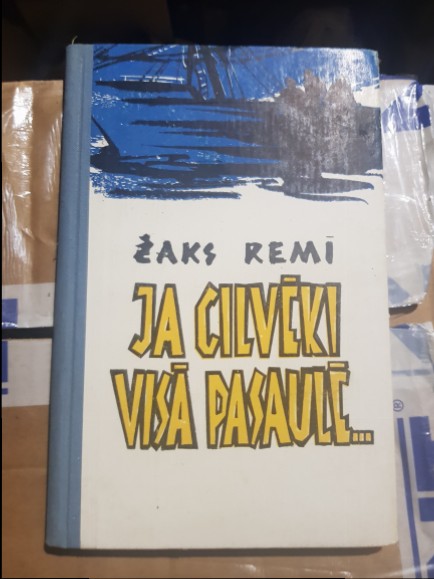 ŽAKS REMĪ
JA CILVĒKI
VISĀ PASAULĒ...